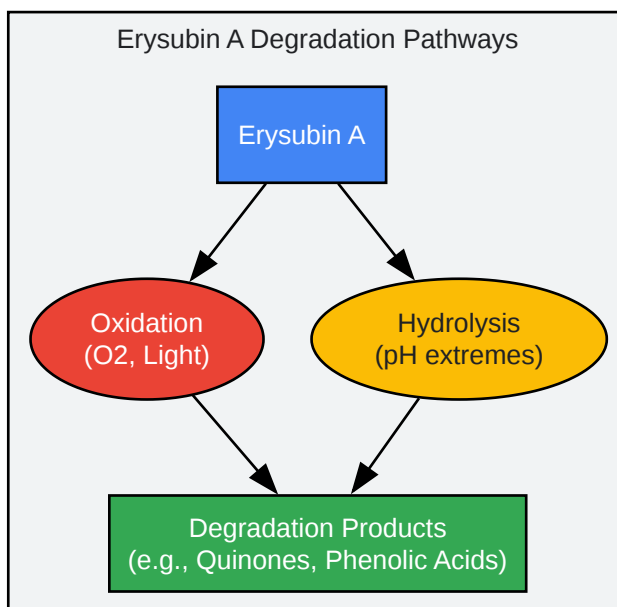 Erysubin A Degradation Pathways
Erysubin A
Oxidation
(O2, Light)
Hydrolysis
(pH extremes)
Degradation Products
(e.g., Quinones, Phenolic Acids)